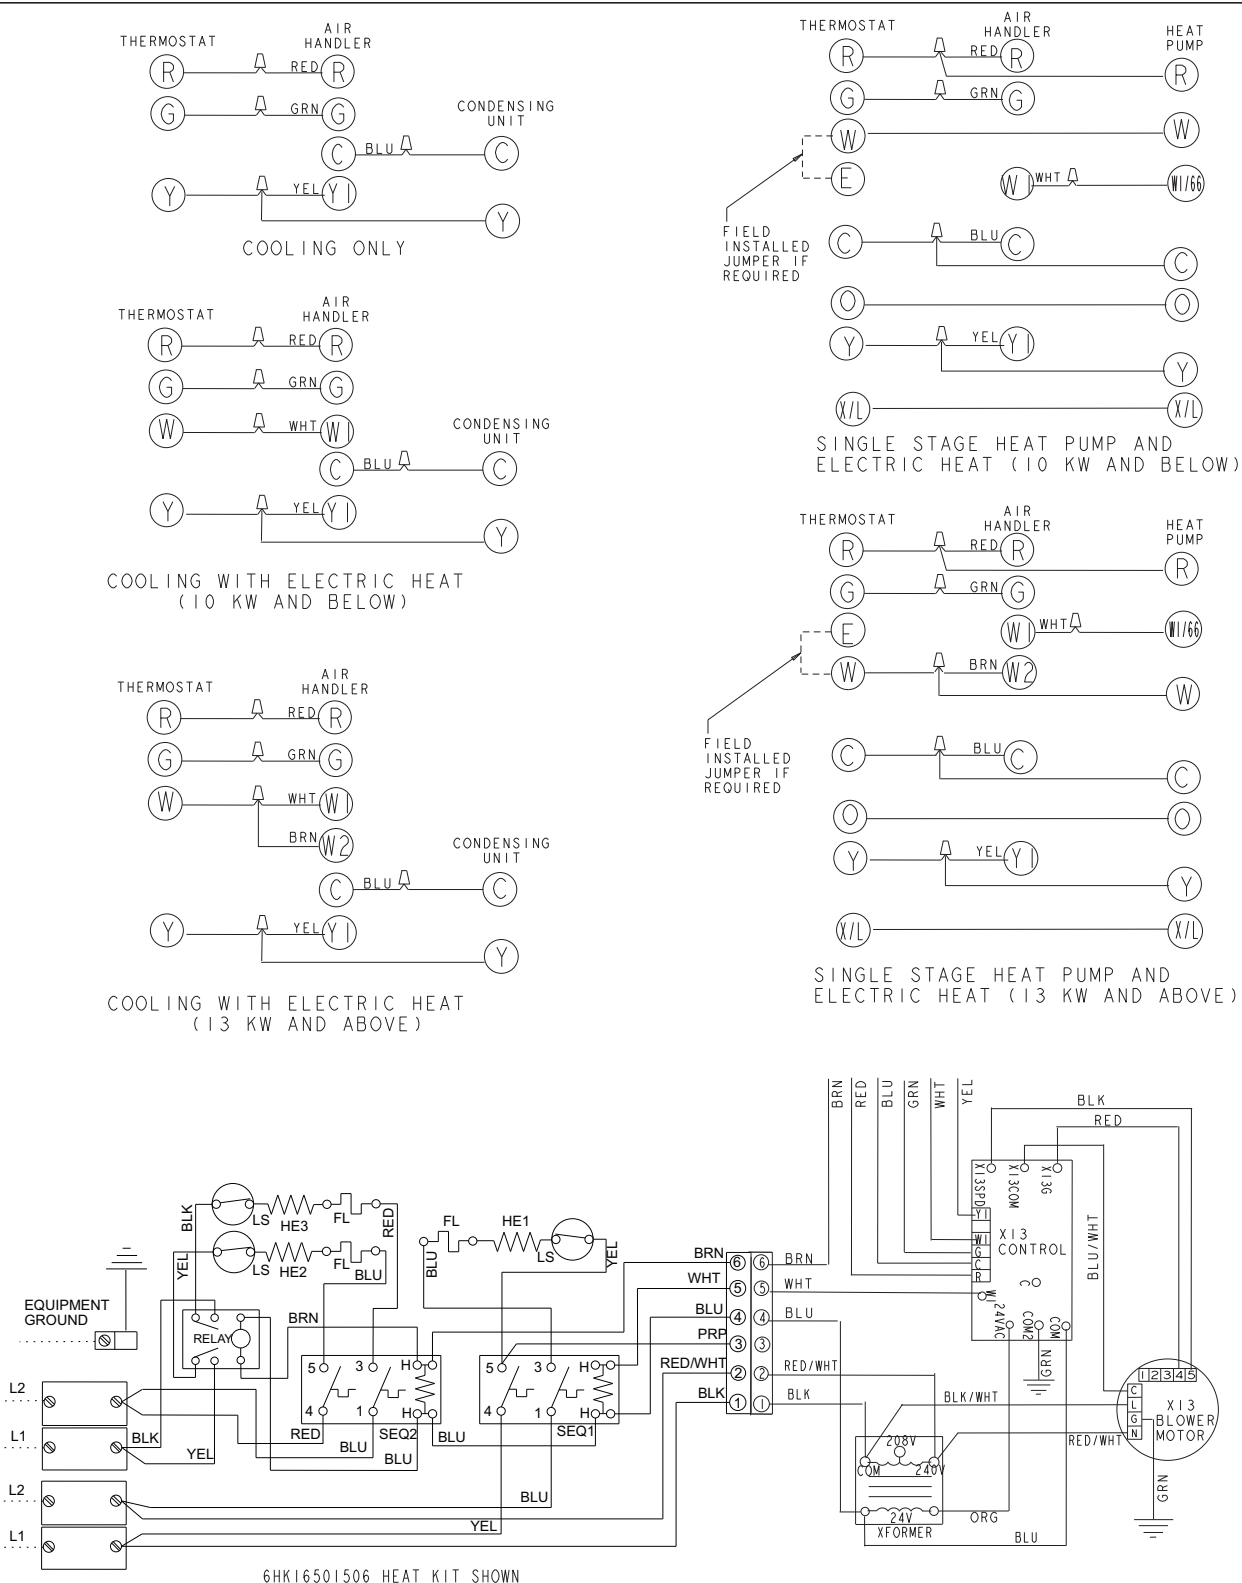 THERMOSTAT
AIR
HANDLER
R
RED
R
G
GRN
G
CONDENSING
UNIT
C
BLU
C
Y
YEL
Y1
Y
COOLING ONLY
THERMOSTAT
AIR
HANDLER
R
RED
R
G
GRN
G
W
WHT
W1
CONDENSING
UNIT
C
BLU
C
Y
YEL
Y1
Y
COOLING WITH ELECTRIC HEAT
(10 KW AND BELOW)
THERMOSTAT
AIR
HANDLER
R
RED
R
G
GRN
G
W
WHT
W1
BRN
W2
CONDENSING
UNIT
C
BLU
C
Y
YEL
Y1
Y
COOLING WITH ELECTRIC HEAT
(13 KW AND ABOVE)
THERMOSTAT
AIR
HANDLER
HEAT
PUMP
R
RED
R
R
G
GRN
G
W
W
E
W1
WHT
W1/66
FIELD
INSTALLED
JUMPER IF
REQUIRED
C
BLU
C
C
O
O
Y
YEL
Y1
Y
X/L
X/L
SINGLE STAGE HEAT PUMP AND
ELECTRIC HEAT (10 KW AND BELOW)
THERMOSTAT
AIR
HANDLER
HEAT
PUMP
R
RED
R
R
G
GRN
G
E
W1
WHT
W1/66
W
BRN
W2
W
FIELD
INSTALLED
JUMPER IF
REQUIRED
C
BLU
C
C
O
O
Y
YEL
Y1
Y
X/L
X/L
SINGLE STAGE HEAT PUMP AND
ELECTRIC HEAT (13 KW AND ABOVE)
BRN
RED
BLU
GRN
WHT
YEL
BLK
RED
X13SPD
X13COM
X13G
Y1
W1
G
C
R
X13
CONTROL
C
W1
24VAC
COM2
COM
BLU/WHT
GRN
1 2 3 4 5
C
L
G
N
X13
BLOWER
MOTOR
GRN
BLK/WHT
RED/WHT
208V
COM
240V
24V
XFORMER
ORG
BLU
BLK
LS
HE3
FL
RED
YEL
LS
HE2
FL
BLU
FL
HE1
LS
YEL
BLU
EQUIPMENT
GROUND
RELAY
BRN
5
3
H
4
1
H
RED
BLU
SEQ2
BLU
BLU
5
3
H
4
1
H
SEQ1
BRN
6
6
BRN
WHT
5
5
WHT
BLU
4
4
BLU
PRP
3
3
RED/WHT
2
2
RED/WHT
BLK
1
1
BLK
L2
L1
BLK
YEL
L2
BLU
L1
YEL
6HK16501506 HEAT KIT SHOWN